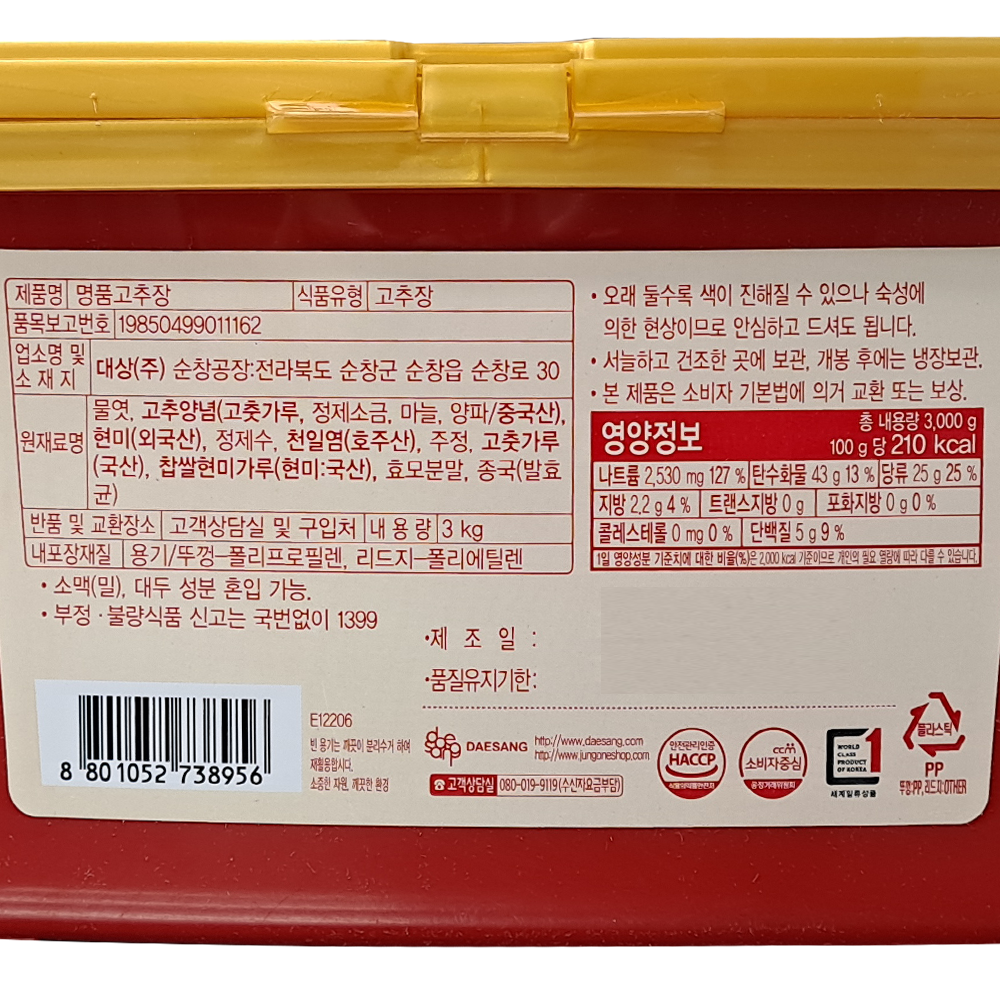 제품명 명품고추장 식품유형 고추장
품목보고번호 19850499011162
업소명 및 소재지 대상(주) 순창공장:전라북도 순창군 순창읍 순창로 30
원재료명 물엿, 고추양념(고춧가루, 정제소금, 마늘, 양파/중국산),
현미(외국산), 정제수, 천일염(호주산), 주정, 고춧가루
(국산), 찹쌀현미가루(현미:국산), 효모분말, 종국(발효
균)
반품 및 교환장소 고객상담실 및 구입처 내 용 량 3 kg
내포장재질 용기/뚜껑-폴리프로필렌, 리드지-폴리에틸렌
• 소맥(밀), 대두 성분 혼입 가능.
• 부정·불량식품 신고는 국번없이 1399
• 오래 둘수록 색이 진해질 수 있으나 숙성에
의한 현상이므로 안심하고 드셔도 됩니다.
• 서늘하고 건조한 곳에 보관, 개봉 후에는 냉장보관.
• 본 제품은 소비자 기본법에 의거 교환 또는 보상.
영양정보 총 내용량 3,000 g
100 g 당 210 kcal
나트륨 2,530 mg 127 % 탄수화물 43 g 13 % 당류 25 g 25 %
지방 2.2 g 4 % 트랜스지방 0 g 포화지방 0 g 0 %
콜레스테롤 0 mg 0 % 단백질 5 g 9 %
1일 영양성분 기준치에 대한 비율(%)은 2,000 kcal 기준이므로 개인의 필요 열량에 따라 다를 수 있습니다.
•제 조 일 :
•품질유지기한:
8 801052 738956
E12206
빈 용기는 깨끗이 분리수거 하여
재활용합시다.
소중한 자원, 깨끗한 환경
DAESANG http://www.daesang.com
http://www.jungoneshop.com
고객상담실 080-019-9119(수신자요금부담)
안전관리인증
HACCP
식품의약품안전처
ccm
소비자중심
공정거래위원회
WORLD
CLASS
PRODUCT
OF KOREA
1
세계일류상품
플라스틱
PP
뚜껑:PP, 리드지:OTHER